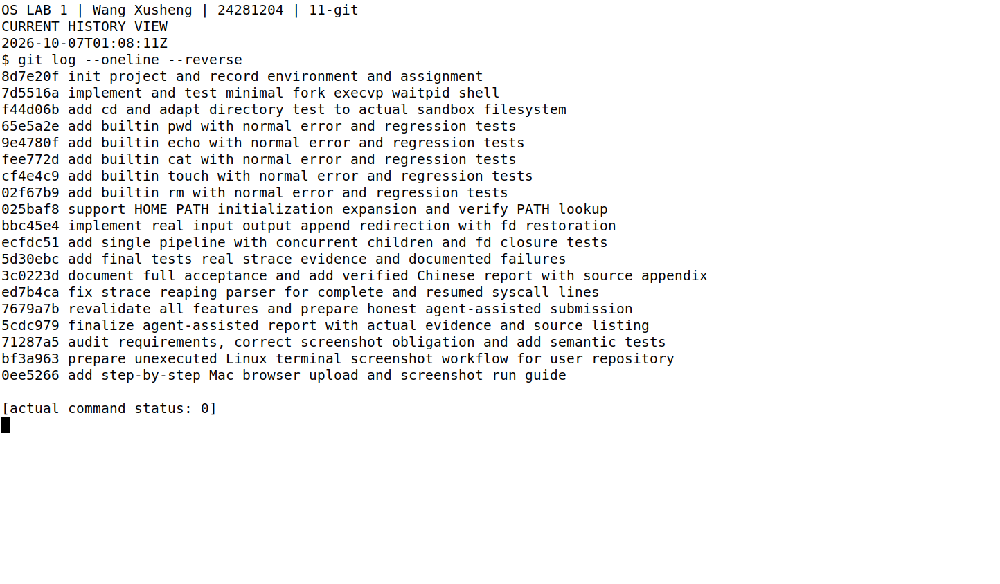 OS LAB 1 | Wang Xusheng | 24281204 | 11-git
CURRENT HISTORY VIEW
2026-10-07T01:08:11Z
$ git log --oneline --reverse
8d7e20f init project and record environment and assignment
7d5516a implement and test minimal fork execvp waitpid shell
f44d06b add cd and adapt directory test to actual sandbox filesystem
65e5a2e add builtin pwd with normal error and regression tests
9e4780f add builtin echo with normal error and regression tests
fee772d add builtin cat with normal error and regression tests
cf4e4c9 add builtin touch with normal error and regression tests
02f67b9 add builtin rm with normal error and regression tests
025baf8 support HOME PATH initialization expansion and verify PATH lookup
bbc45e4 implement real input output append redirection with fd restoration
ecfdc51 add single pipeline with concurrent children and fd closure tests
5d30ebc add final tests real strace evidence and documented failures
3c0223d document full acceptance and add verified Chinese report with source appendix
ed7b4ca fix strace reaping parser for complete and resumed syscall lines
7679a7b revalidate all features and prepare honest agent-assisted submission
5cdc979 finalize agent-assisted report with actual evidence and source listing
71287a5 audit requirements, correct screenshot obligation and add semantic tests
bf3a963 prepare unexecuted Linux terminal screenshot workflow for user repository
0ee5266 add step-by-step Mac browser upload and screenshot run guide
[actual command status: 0]